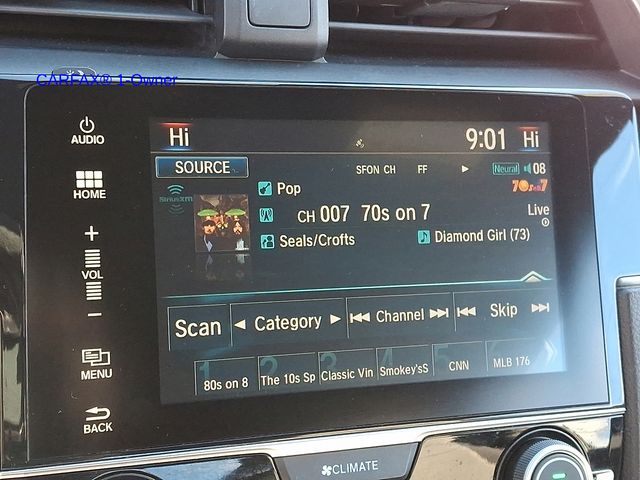 CARFAX® 1-Owner
AUDIO
HOME
+
VOL
−
MENU
BACK
Hi 9:01 Hi
SOURCE SFON CH FF Neural 08
SiriusXM Pop 70s on 7
CH 007 70s on 7 Live
Seals/Crofts Diamond Girl (73)
Scan Category Channel Skip
1 2 3 4 5 6
80s on 8 The 10s Sp Classic Vin Smokey'sS CNN MLB 176
CLIMATE